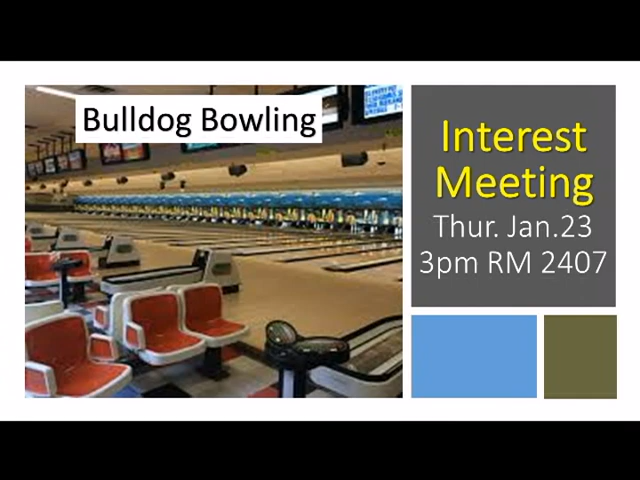 Bulldog Bowling
Interest
Meeting
Thur. Jan.23
3pm RM 2407